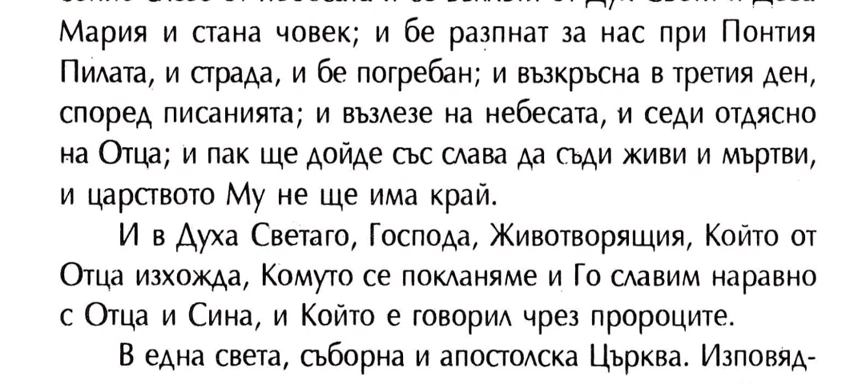 Мария и стана човек; и бе разпнат за нас при Понтия
Пилата, и страда, и бе погребан; и възкръсна в третия ден,
според писанията; и възлезе на небесата, и седи отдясно
на Отца; и пак ще дойде със слава да съди живи и мъртви,
и царството Му не ще има край.
И в Духа Светаго, Господа, Животворящия, Който от
Отца изхожда, Комуто се покланяме и Го славим наравно
с Отца и Сина, и Който е говорил чрез пророците.
В една света, съборна и апостолска Църква. Изповяд-